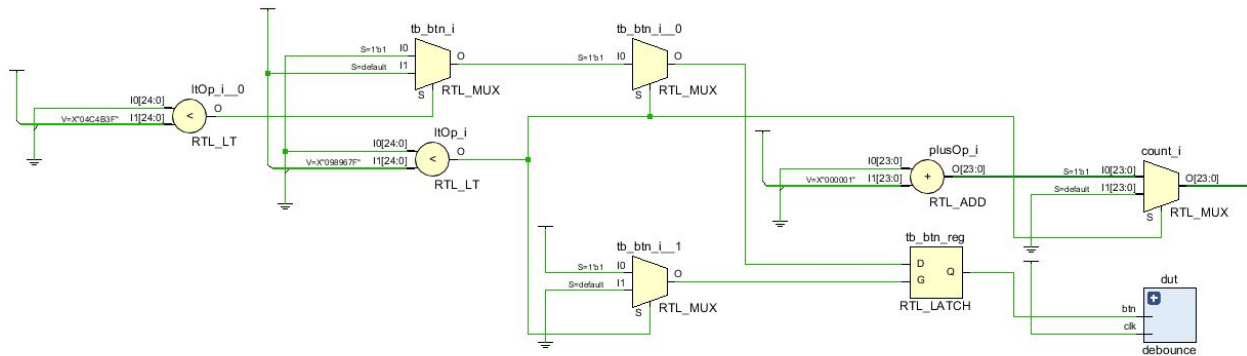 tb_btn_i
S=1'b1 I0 O
S=default I1
S
RTL_MUX
tb_btn_i__0
S=1'b1 I0 O
S
RTL_MUX
ltOp_i__0
I0[24:0] O
V=X"04C4B3F" I1[24:0]
<
RTL_LT
ltOp_i
I0[24:0] O
V=X"098967F" I1[24:0]
<
RTL_LT
plusOp_i
I0[23:0] O[23:0]
V=X"000001" I1[23:0]
+
RTL_ADD
count_i
S=1'b1 I0[23:0] O[23:0]
S=default I1[23:0]
S
RTL_MUX
tb_btn_i__1
S=1'b1 I0 O
S=default I1
S
RTL_MUX
tb_btn_reg
D Q
G
RTL_LATCH
dut
btn
clk
debounce